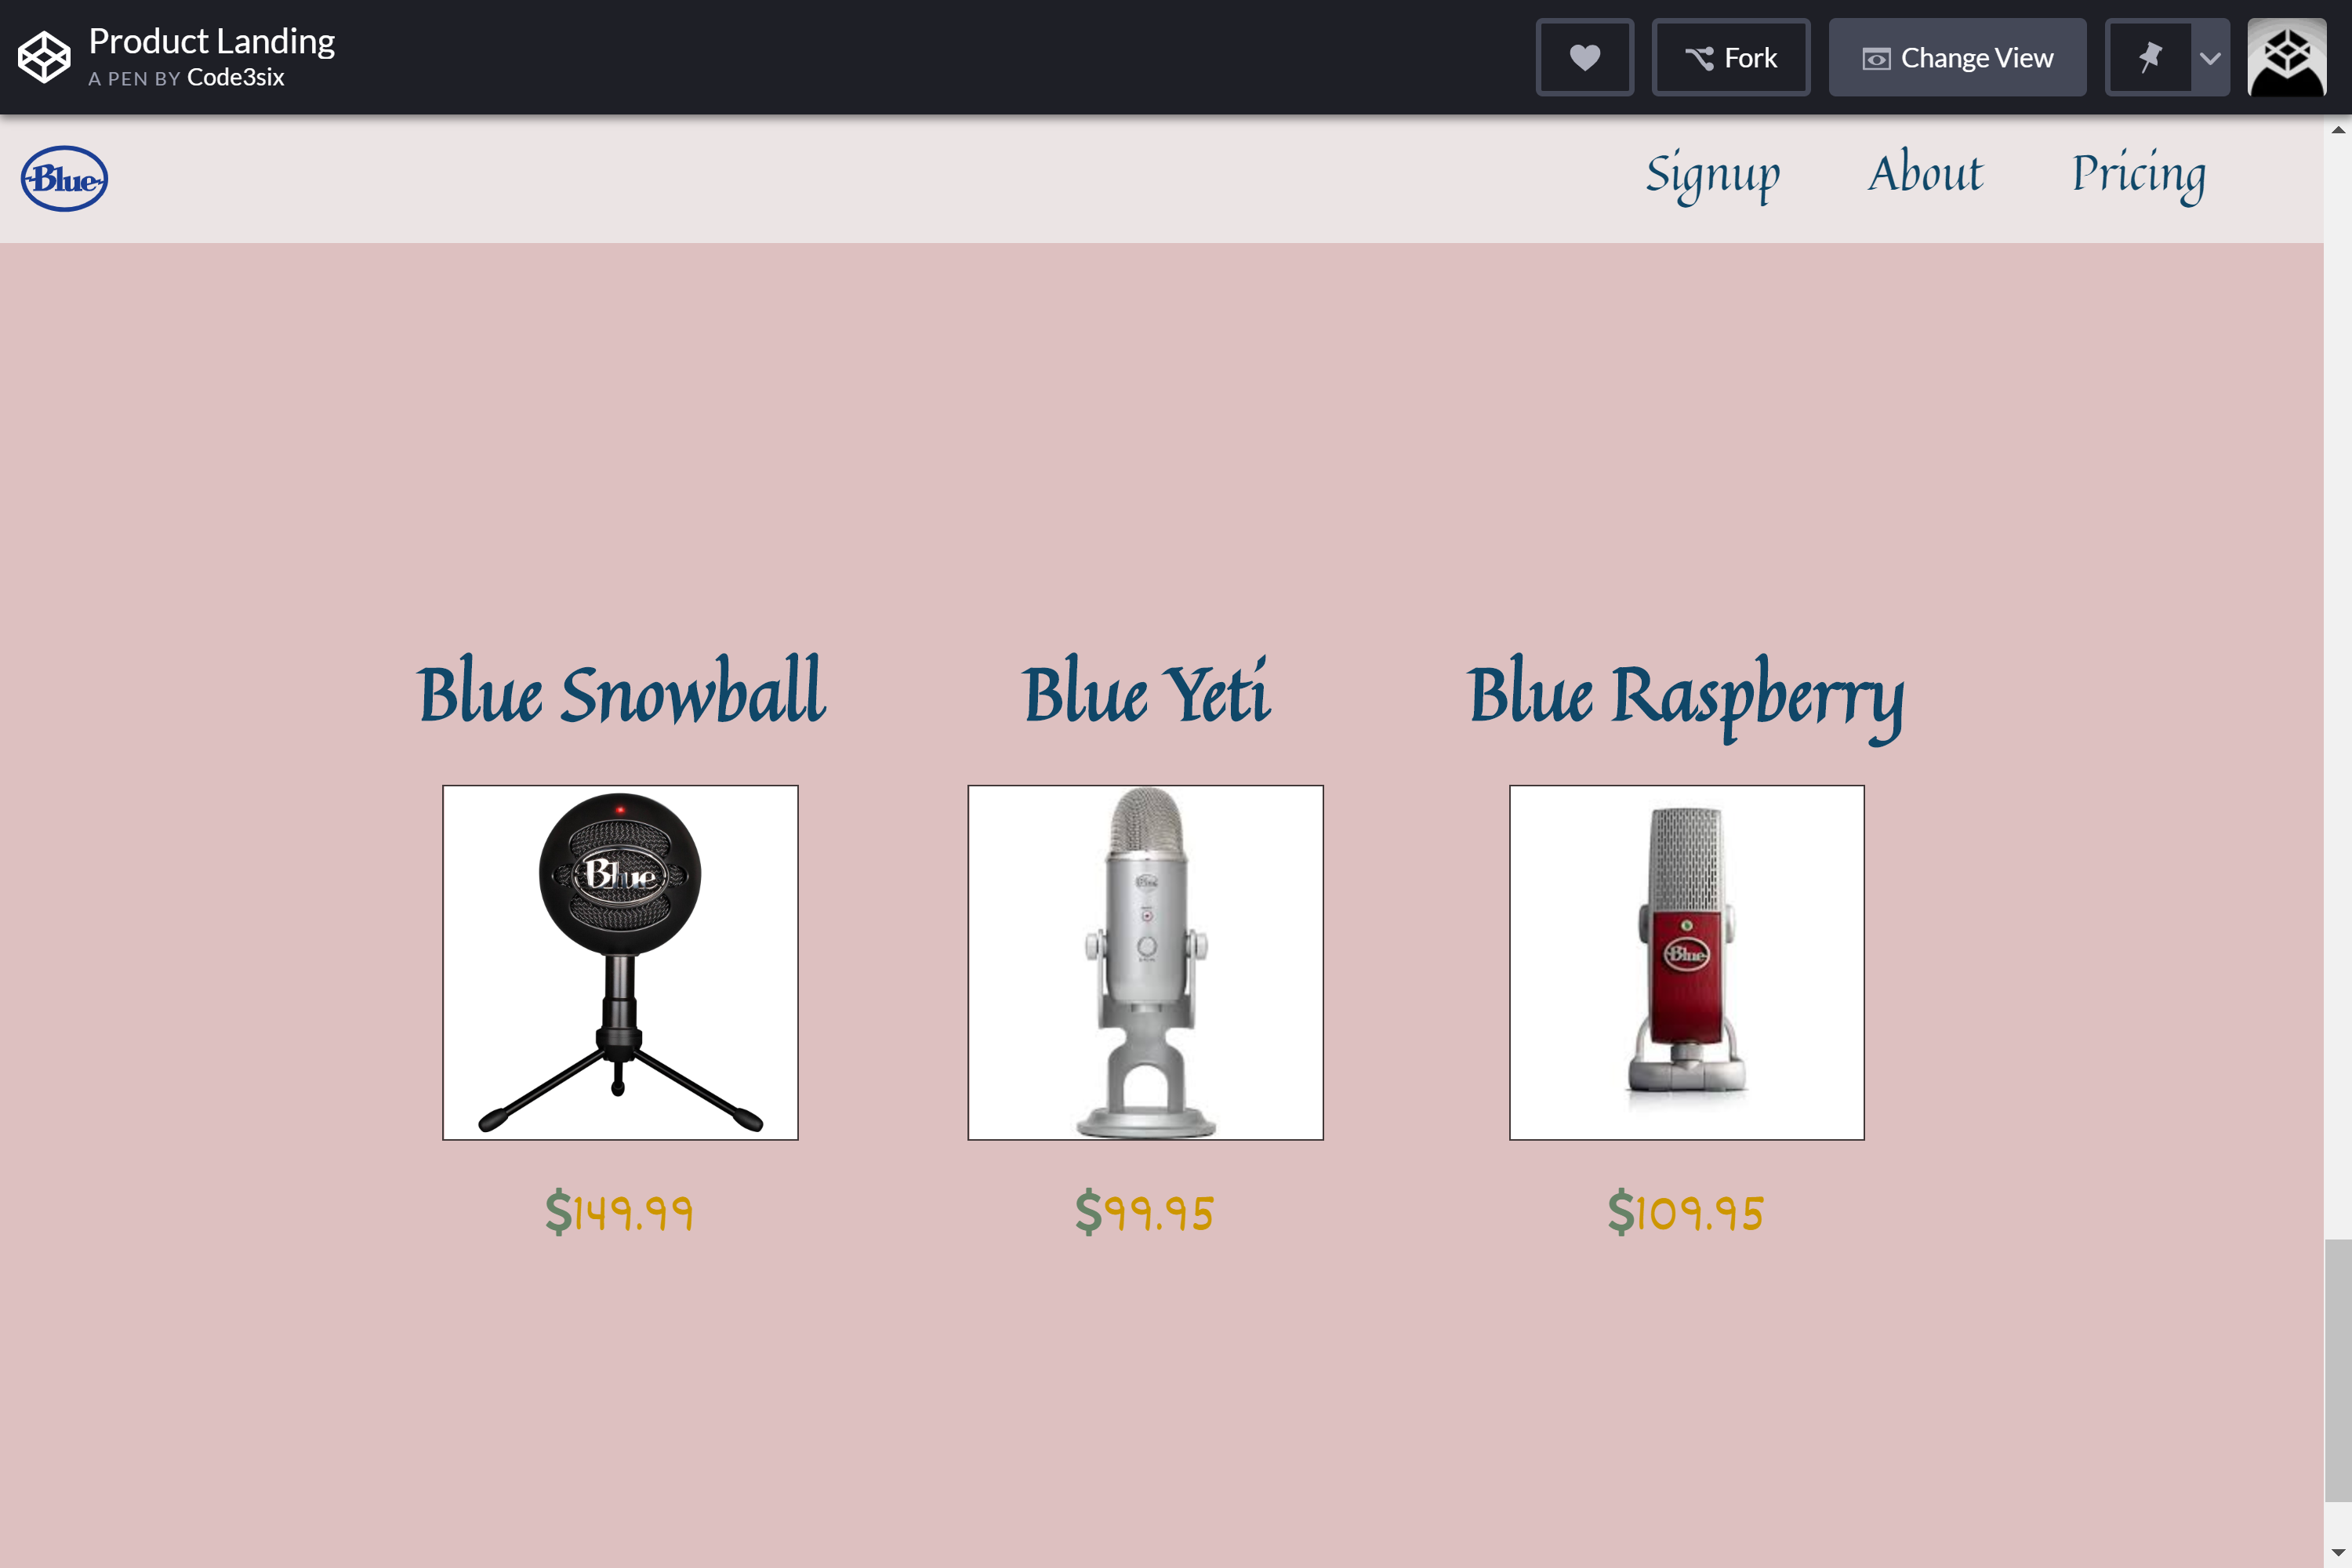 Product Landing
A PEN BY Code3six
Fork
Change View
Blue
Signup
About
Pricing
Blue Snowball
Blue Yeti
Blue Raspberry
Blue
Blue
Blue
$149.99
$99.95
$109.95